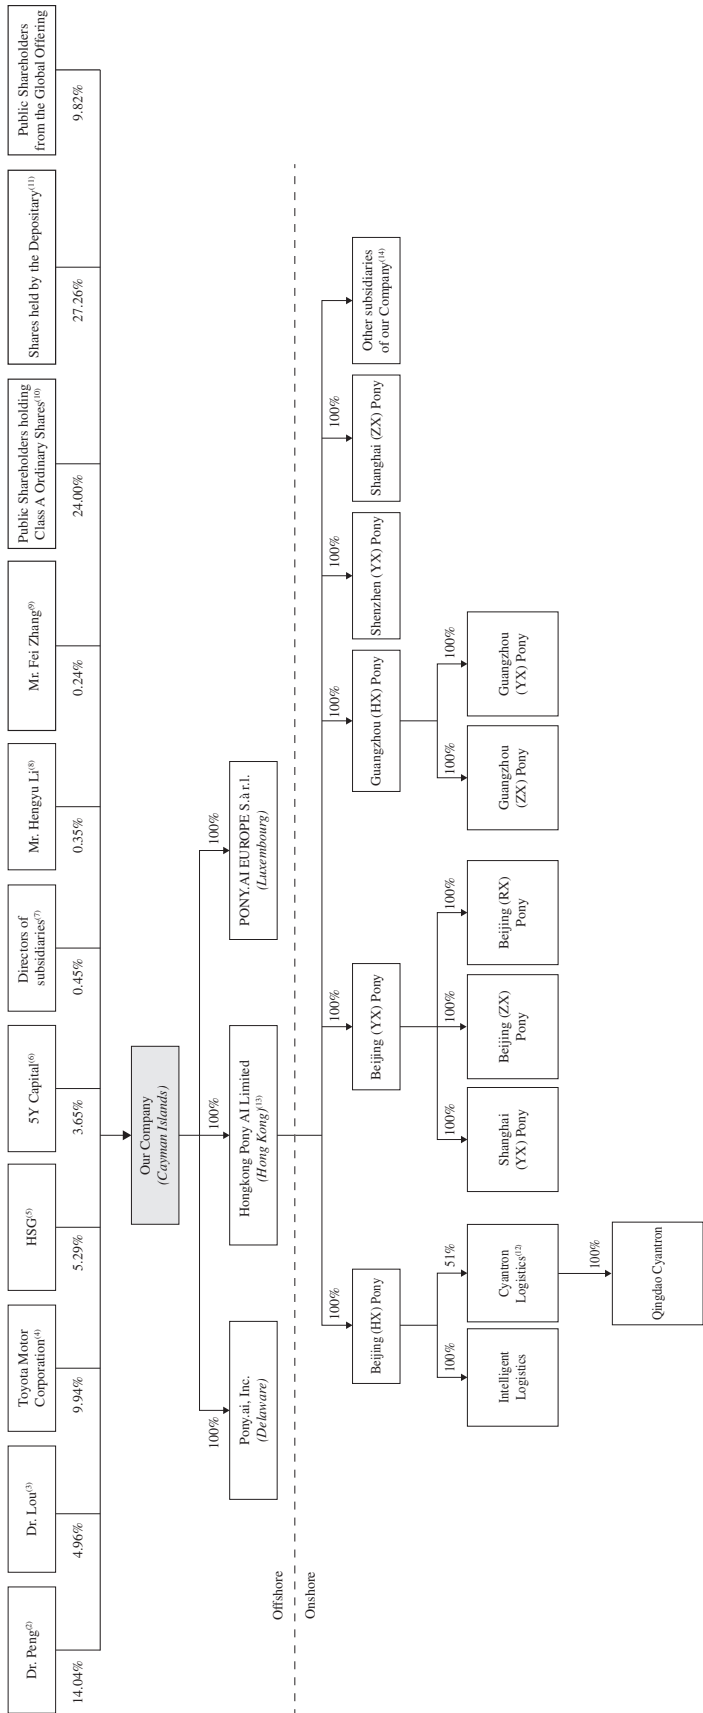 Dr. Peng(2)
Dr. Lou(3)
Toyota Motor
Corporation(4)
HSG(5)
5Y Capital(6)
Directors of
subsidiaries(7)
Mr. Hengyu Li(8)
Mr. Fei Zhang(9)
Public Shareholders holding
Class A Ordinary Shares(10)
Shares held by the Depositary(11)
Public Shareholders
from the Global Offering
14.04%
4.96%
9.94%
5.29%
3.65%
0.45%
0.35%
0.24%
24.00%
27.26%
9.82%
Our Company
(Cayman Islands)
100%
100%
100%
Pony.ai, Inc.
(Delaware)
Hongkong Pony AI Limited
(Hong Kong)(13)
PONY.AI EUROPE S.à r.l.
(Luxembourg)
Offshore
Onshore
100%
100%
100%
100%
100%
Beijing (HX) Pony
Beijing (YX) Pony
Guangzhou (HX) Pony
Shenzhen (YX) Pony
Shanghai (ZX) Pony
Other subsidiaries
of our Company(14)
100%
51%
100%
100%
100%
100%
100%
Intelligent
Logistics
Cyantron
Logistics(12)
Shanghai
(YX) Pony
Beijing (ZX)
Pony
Beijing (RX)
Pony
Guangzhou
(ZX) Pony
Guangzhou
(YX) Pony
100%
Qingdao Cyantron